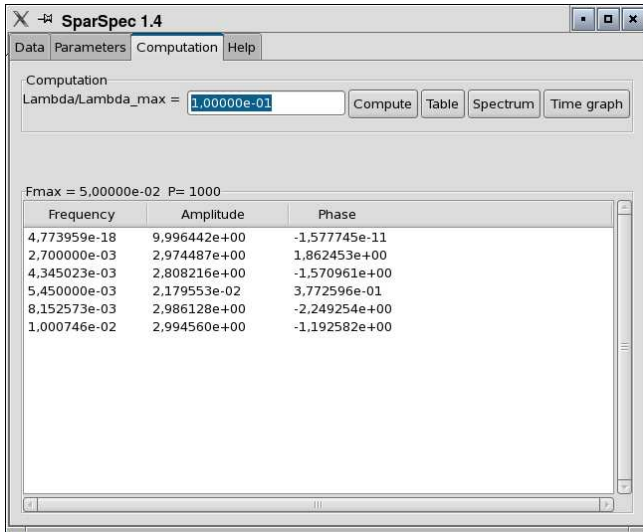 SparSpec 1.4
Data Parameters Computation Help
Computation
Lambda/Lambda_max = 1,00000e-01 Compute Table Spectrum Time graph
Fmax = 5,00000e-02 P= 1000
Frequency Amplitude Phase
4,773959e-18 9,996442e+00 -1,577745e-11
2,700000e-03 2,974487e+00 1,862453e+00
4,345023e-03 2,808216e+00 -1,570961e+00
5,450000e-03 2,179553e-02 3,772596e-01
8,152573e-03 2,986128e+00 -2,249254e+00
1,000746e-02 2,994560e+00 -1,192582e+00